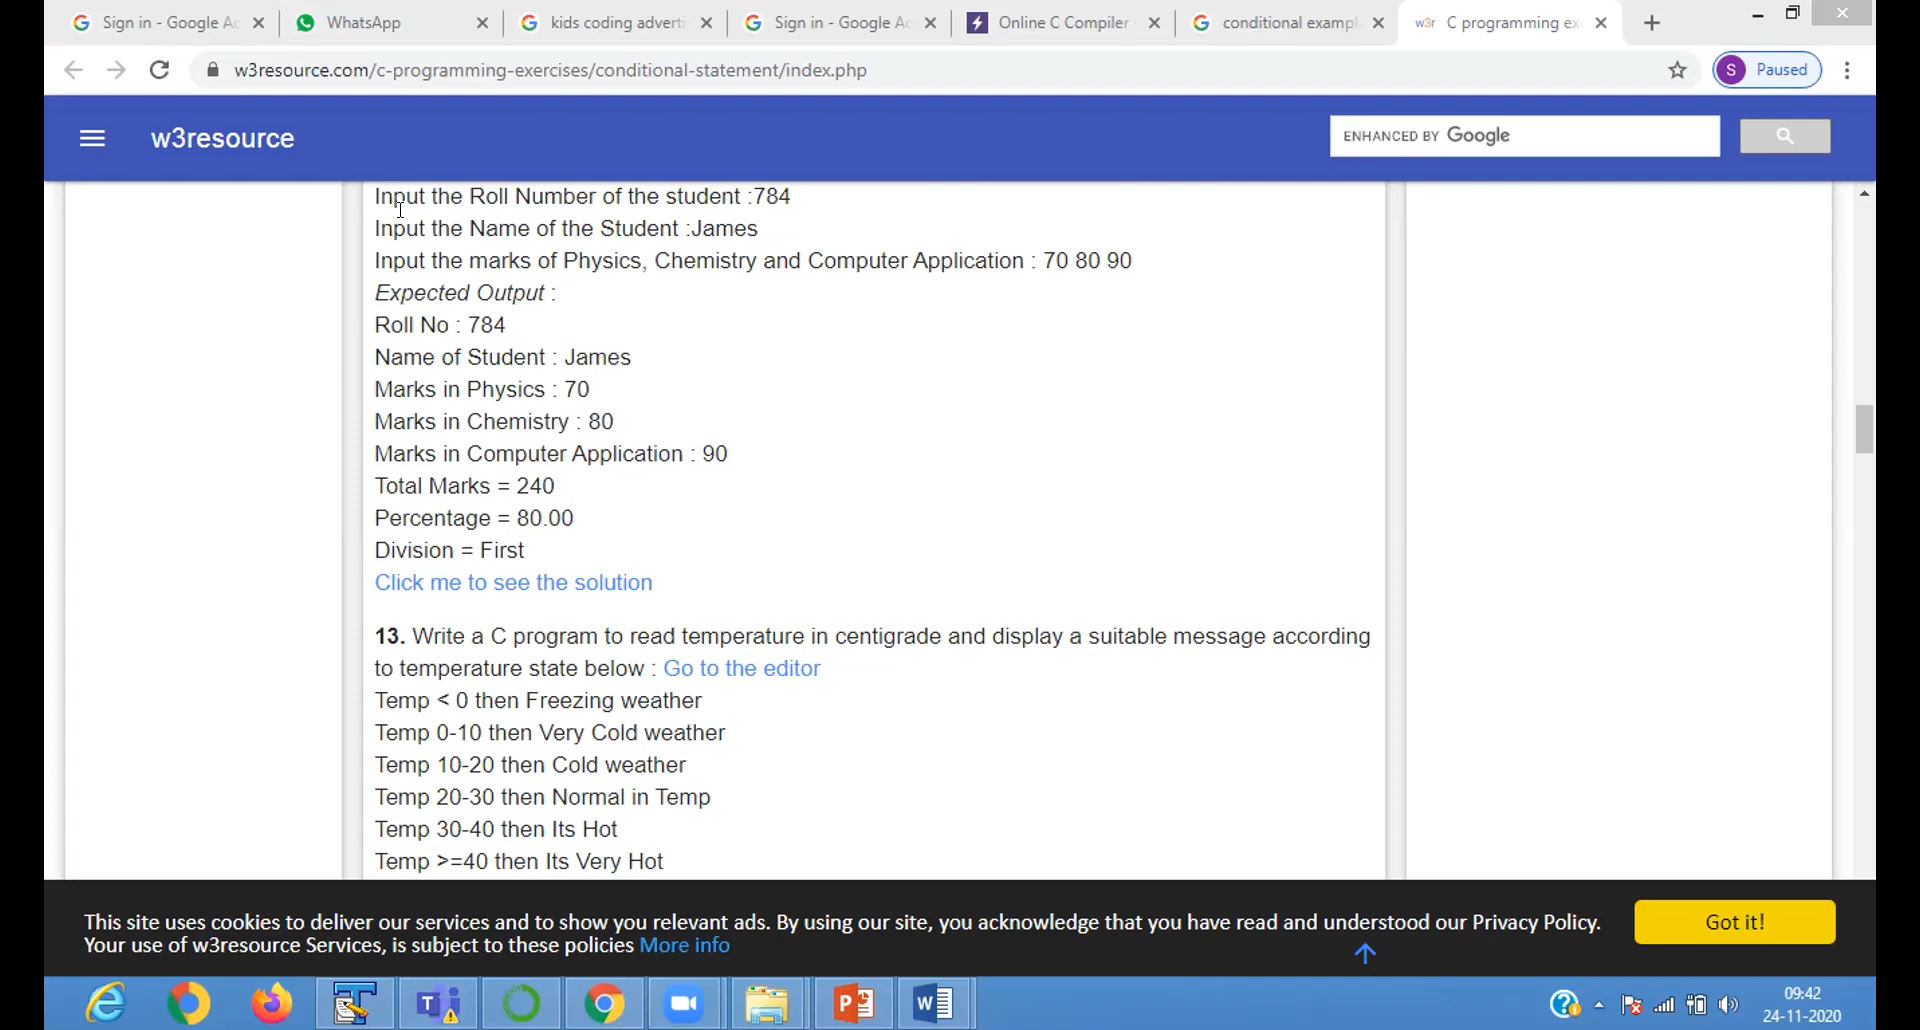 Sign in - Google Ac
WhatsApp
kids coding adverti
Sign in - Google Ac
Online C Compiler
conditional exampl
C programming ex
w3resource.com/c-programming-exercises/conditional-statement/index.php
S
Paused
w3resource
ENHANCED BY Google
Input the Roll Number of the student :784
Input the Name of the Student :James
Input the marks of Physics, Chemistry and Computer Application : 70 80 90
Expected Output :
Roll No : 784
Name of Student : James
Marks in Physics : 70
Marks in Chemistry : 80
Marks in Computer Application : 90
Total Marks = 240
Percentage = 80.00
Division = First
Click me to see the solution
13. Write a C program to read temperature in centigrade and display a suitable message according
to temperature state below : Go to the editor
Temp < 0 then Freezing weather
Temp 0-10 then Very Cold weather
Temp 10-20 then Cold weather
Temp 20-30 then Normal in Temp
Temp 30-40 then Its Hot
Temp >=40 then Its Very Hot
This site uses cookies to deliver our services and to show you relevant ads. By using our site, you acknowledge that you have read and understood our Privacy Policy.
Your use of w3resource Services, is subject to these policies More info
Got it!
09:42
24-11-2020